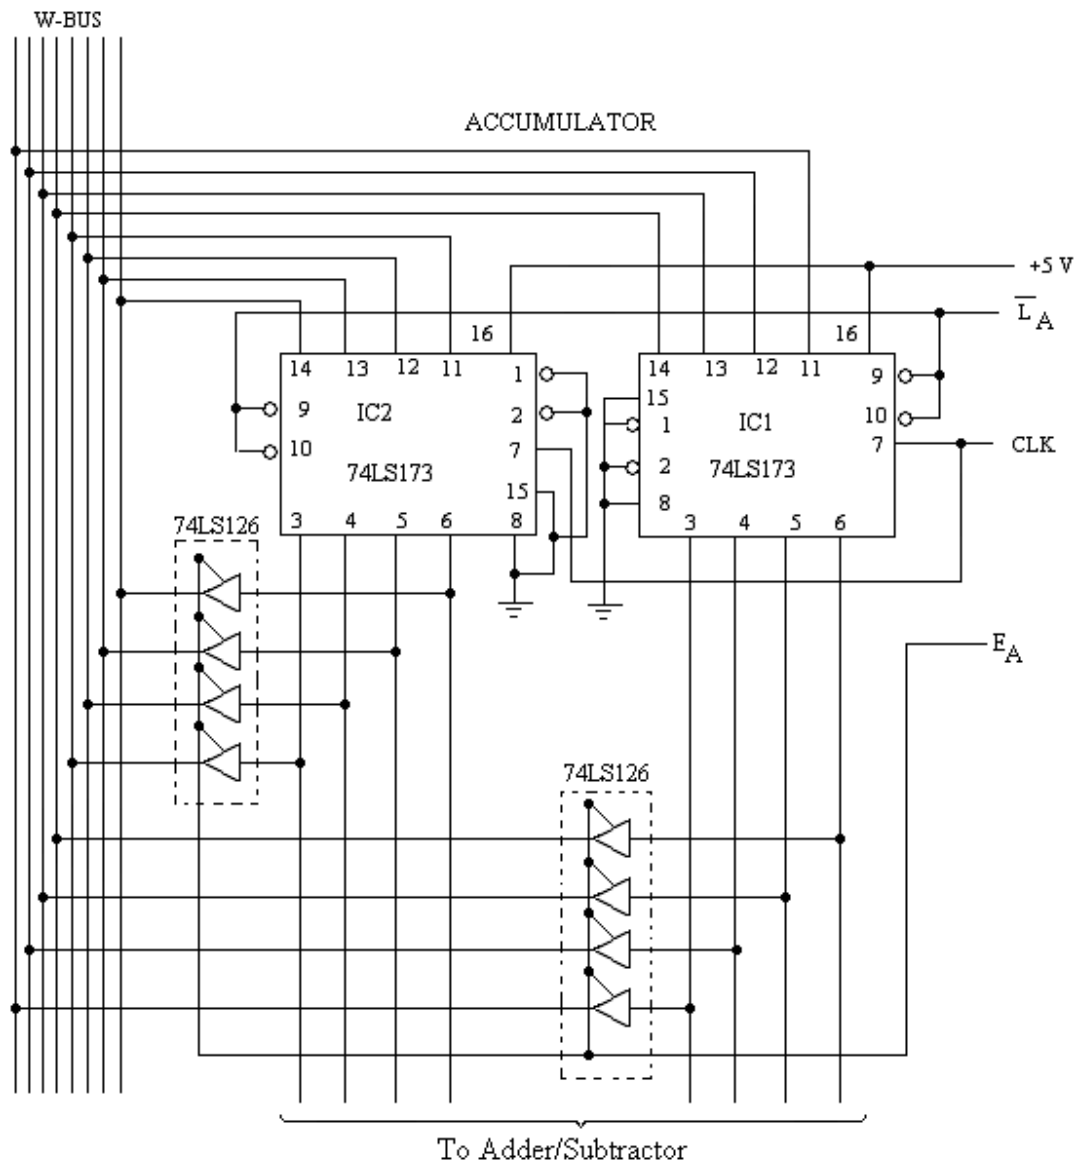 W-BUS
ACCUMULATOR
+5 V
L̅A
16
16
14 13 12 11
1
9
IC2
2
10
7
74LS173
15
3 4 5 6 8
14 13 12 11
9
15
1
IC1
10
7
CLK
2
74LS173
8
3 4 5 6
74LS126
EA
74LS126
To Adder/Subtractor